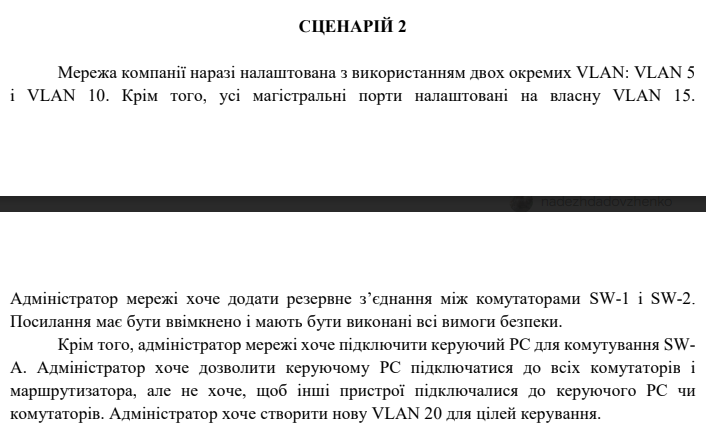 СЦЕНАРІЙ 2
Мережа компанії наразі налаштована з використанням двох окремих VLAN: VLAN 5
і VLAN 10. Крім того, усі магістральні порти налаштовані на власну VLAN 15.
nadezhdadovzhenko
Адміністратор мережі хоче додати резервне з’єднання між комутаторами SW-1 і SW-2.
Посилання має бути ввімкнено і мають бути виконані всі вимоги безпеки.
Крім того, адміністратор мережі хоче підключити керуючий PC для комутування SW-
A. Адміністратор хоче дозволити керуючому PC підключатися до всіх комутаторів і
маршрутизатора, але не хоче, щоб інші пристрої підключалися до керуючого PC чи
комутаторів. Адміністратор хоче створити нову VLAN 20 для цілей керування.